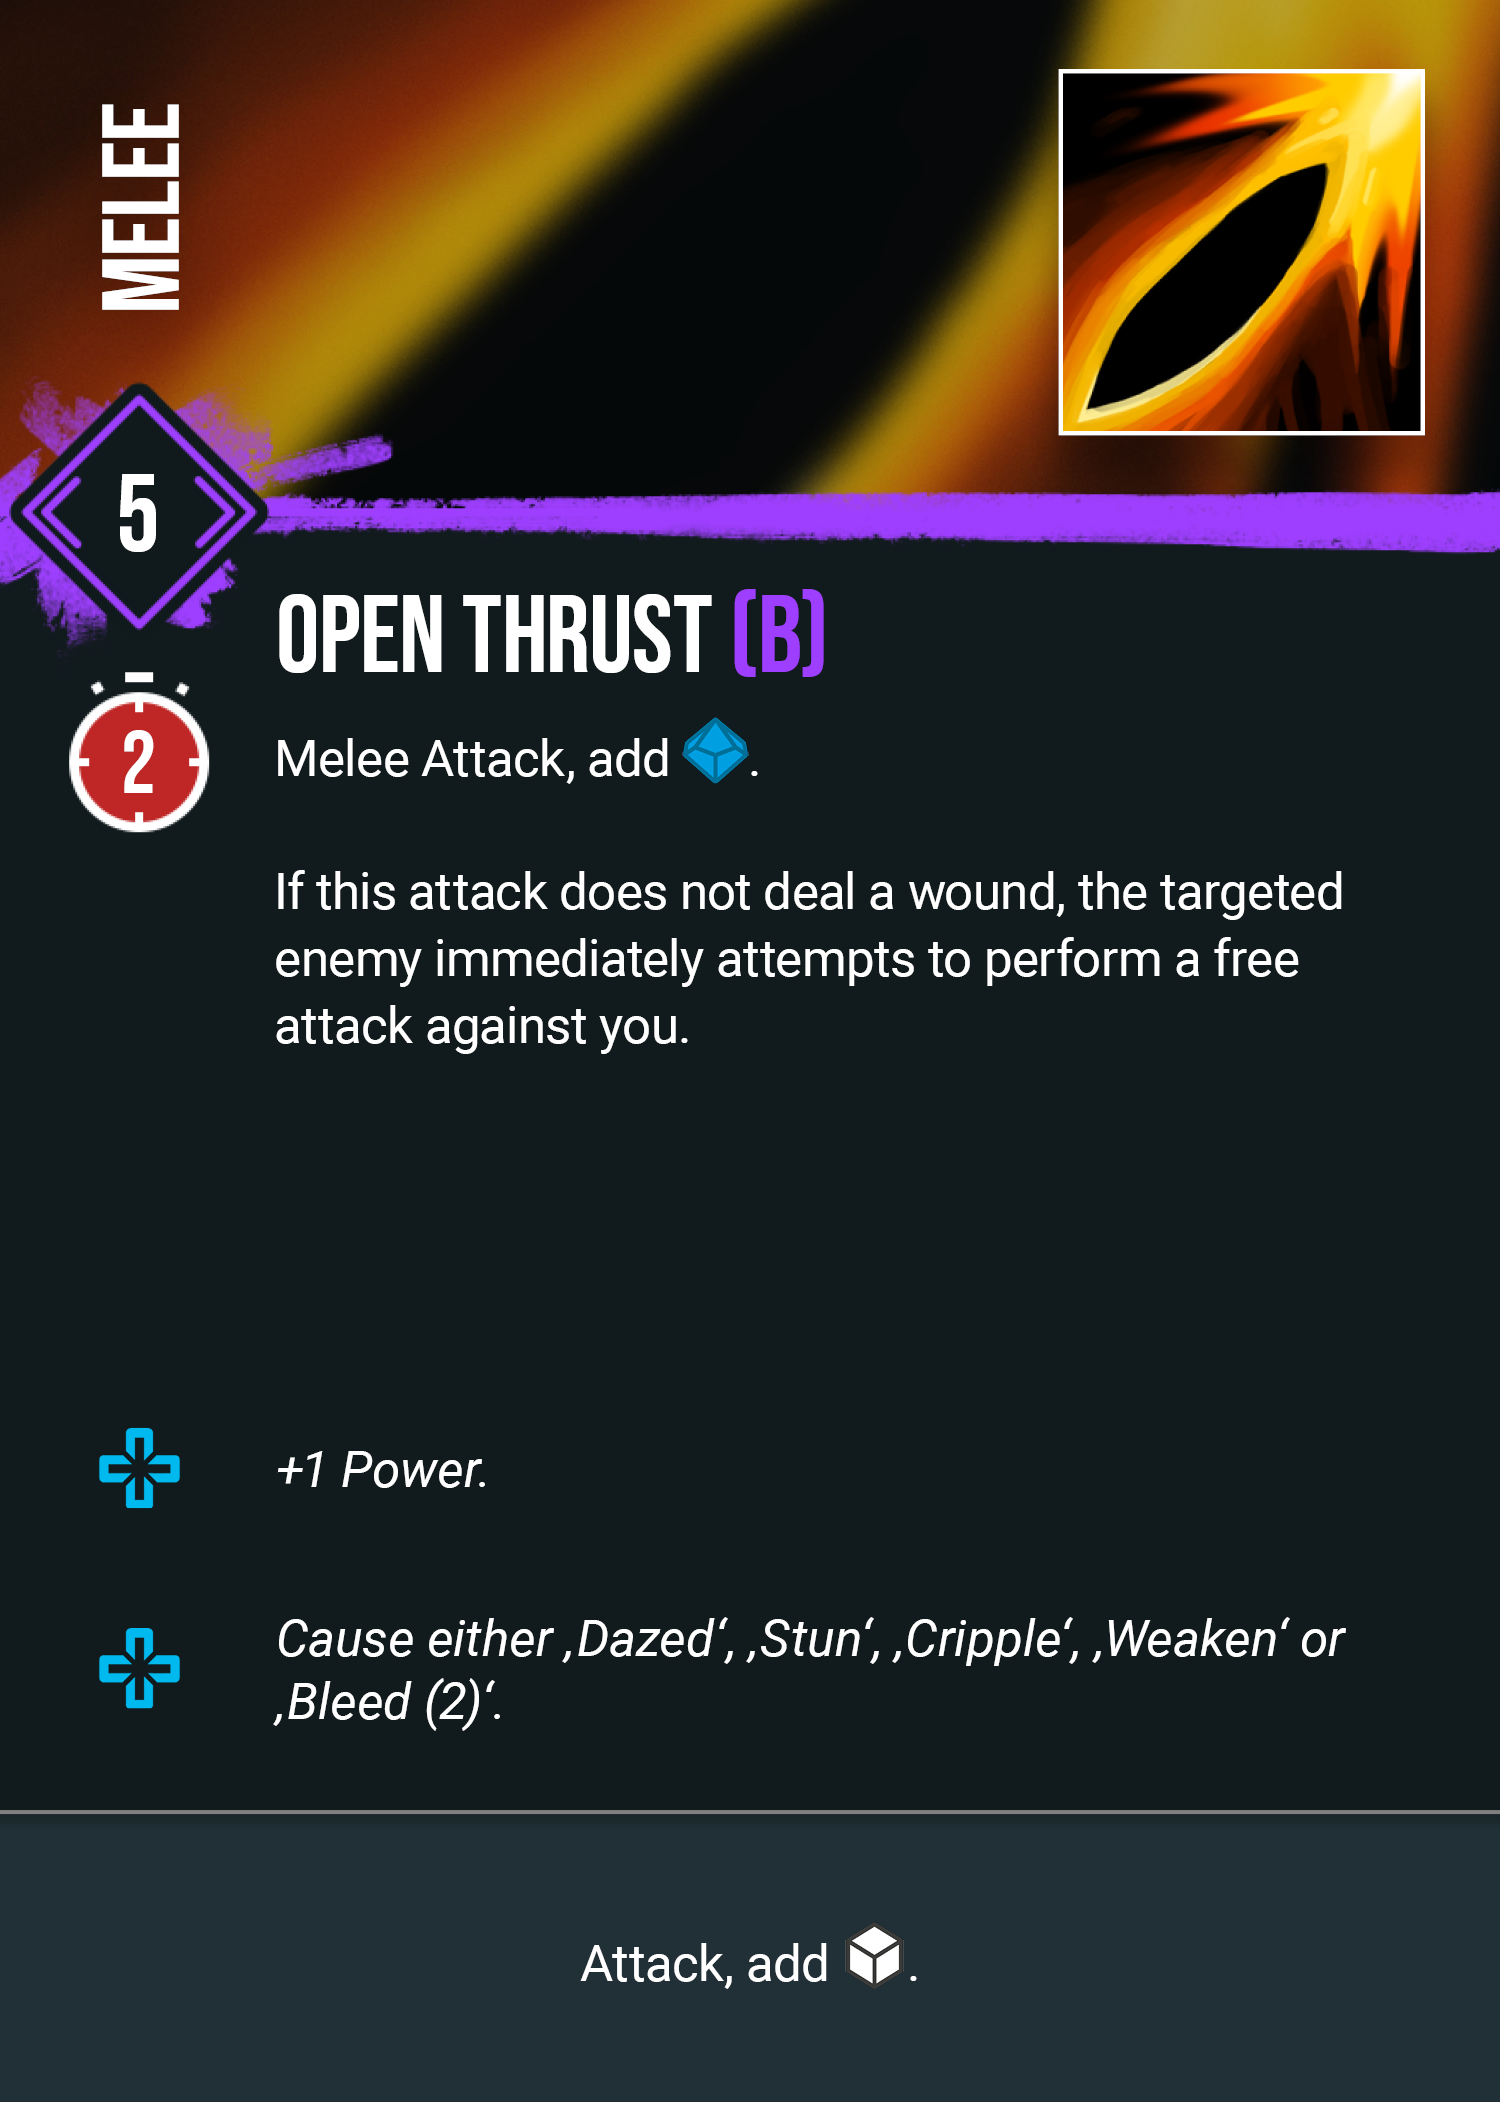 MELEE
5
OPEN THRUST (B)
2
Melee Attack, add .
If this attack does not deal a wound, the targeted
enemy immediately attempts to perform a free
attack against you.
+1 Power.
Cause either ‚Dazed‘, ‚Stun‘, ‚Cripple‘, ‚Weaken‘ or
‚Bleed (2)‘.
Attack, add .